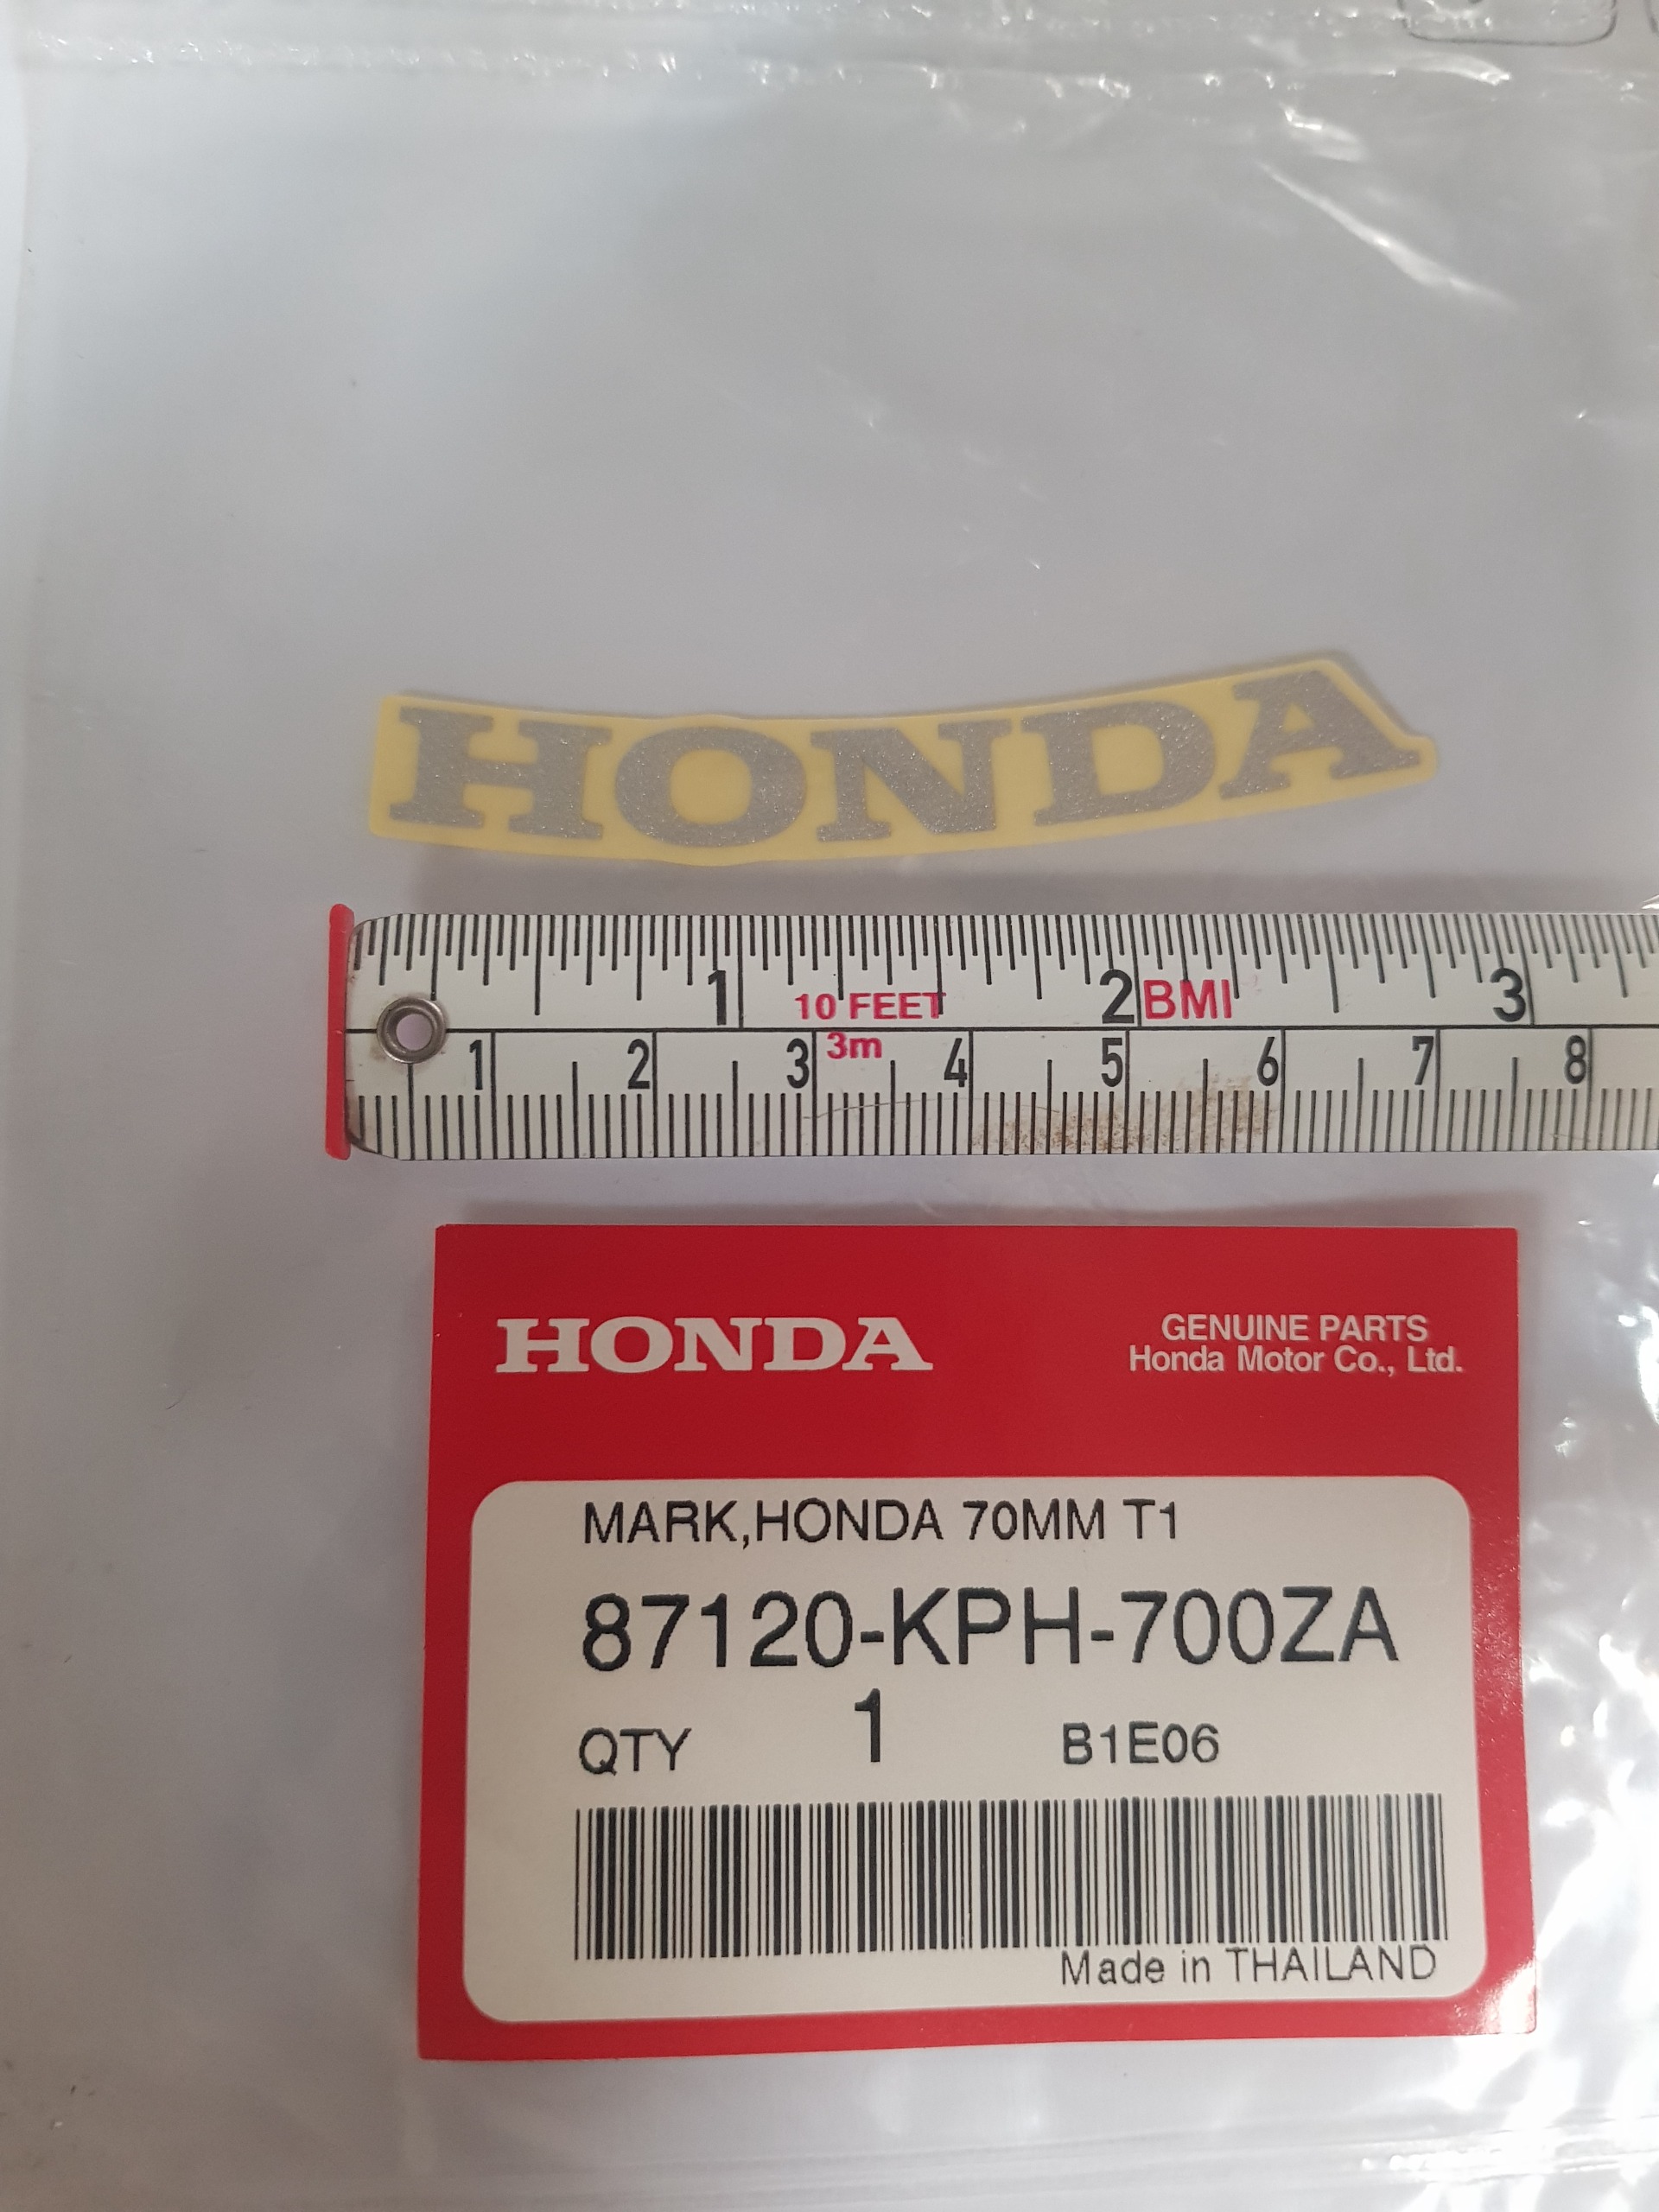 HONDA
1 2 BMI 3
10 FEET
3m
1 2 3 4 5 6 7 8
HONDA
GENUINE PARTS
Honda Motor Co., Ltd.
MARK,HONDA 70MM T1
87120-KPH-700ZA
QTY 1 B1E06
Made in THAILAND